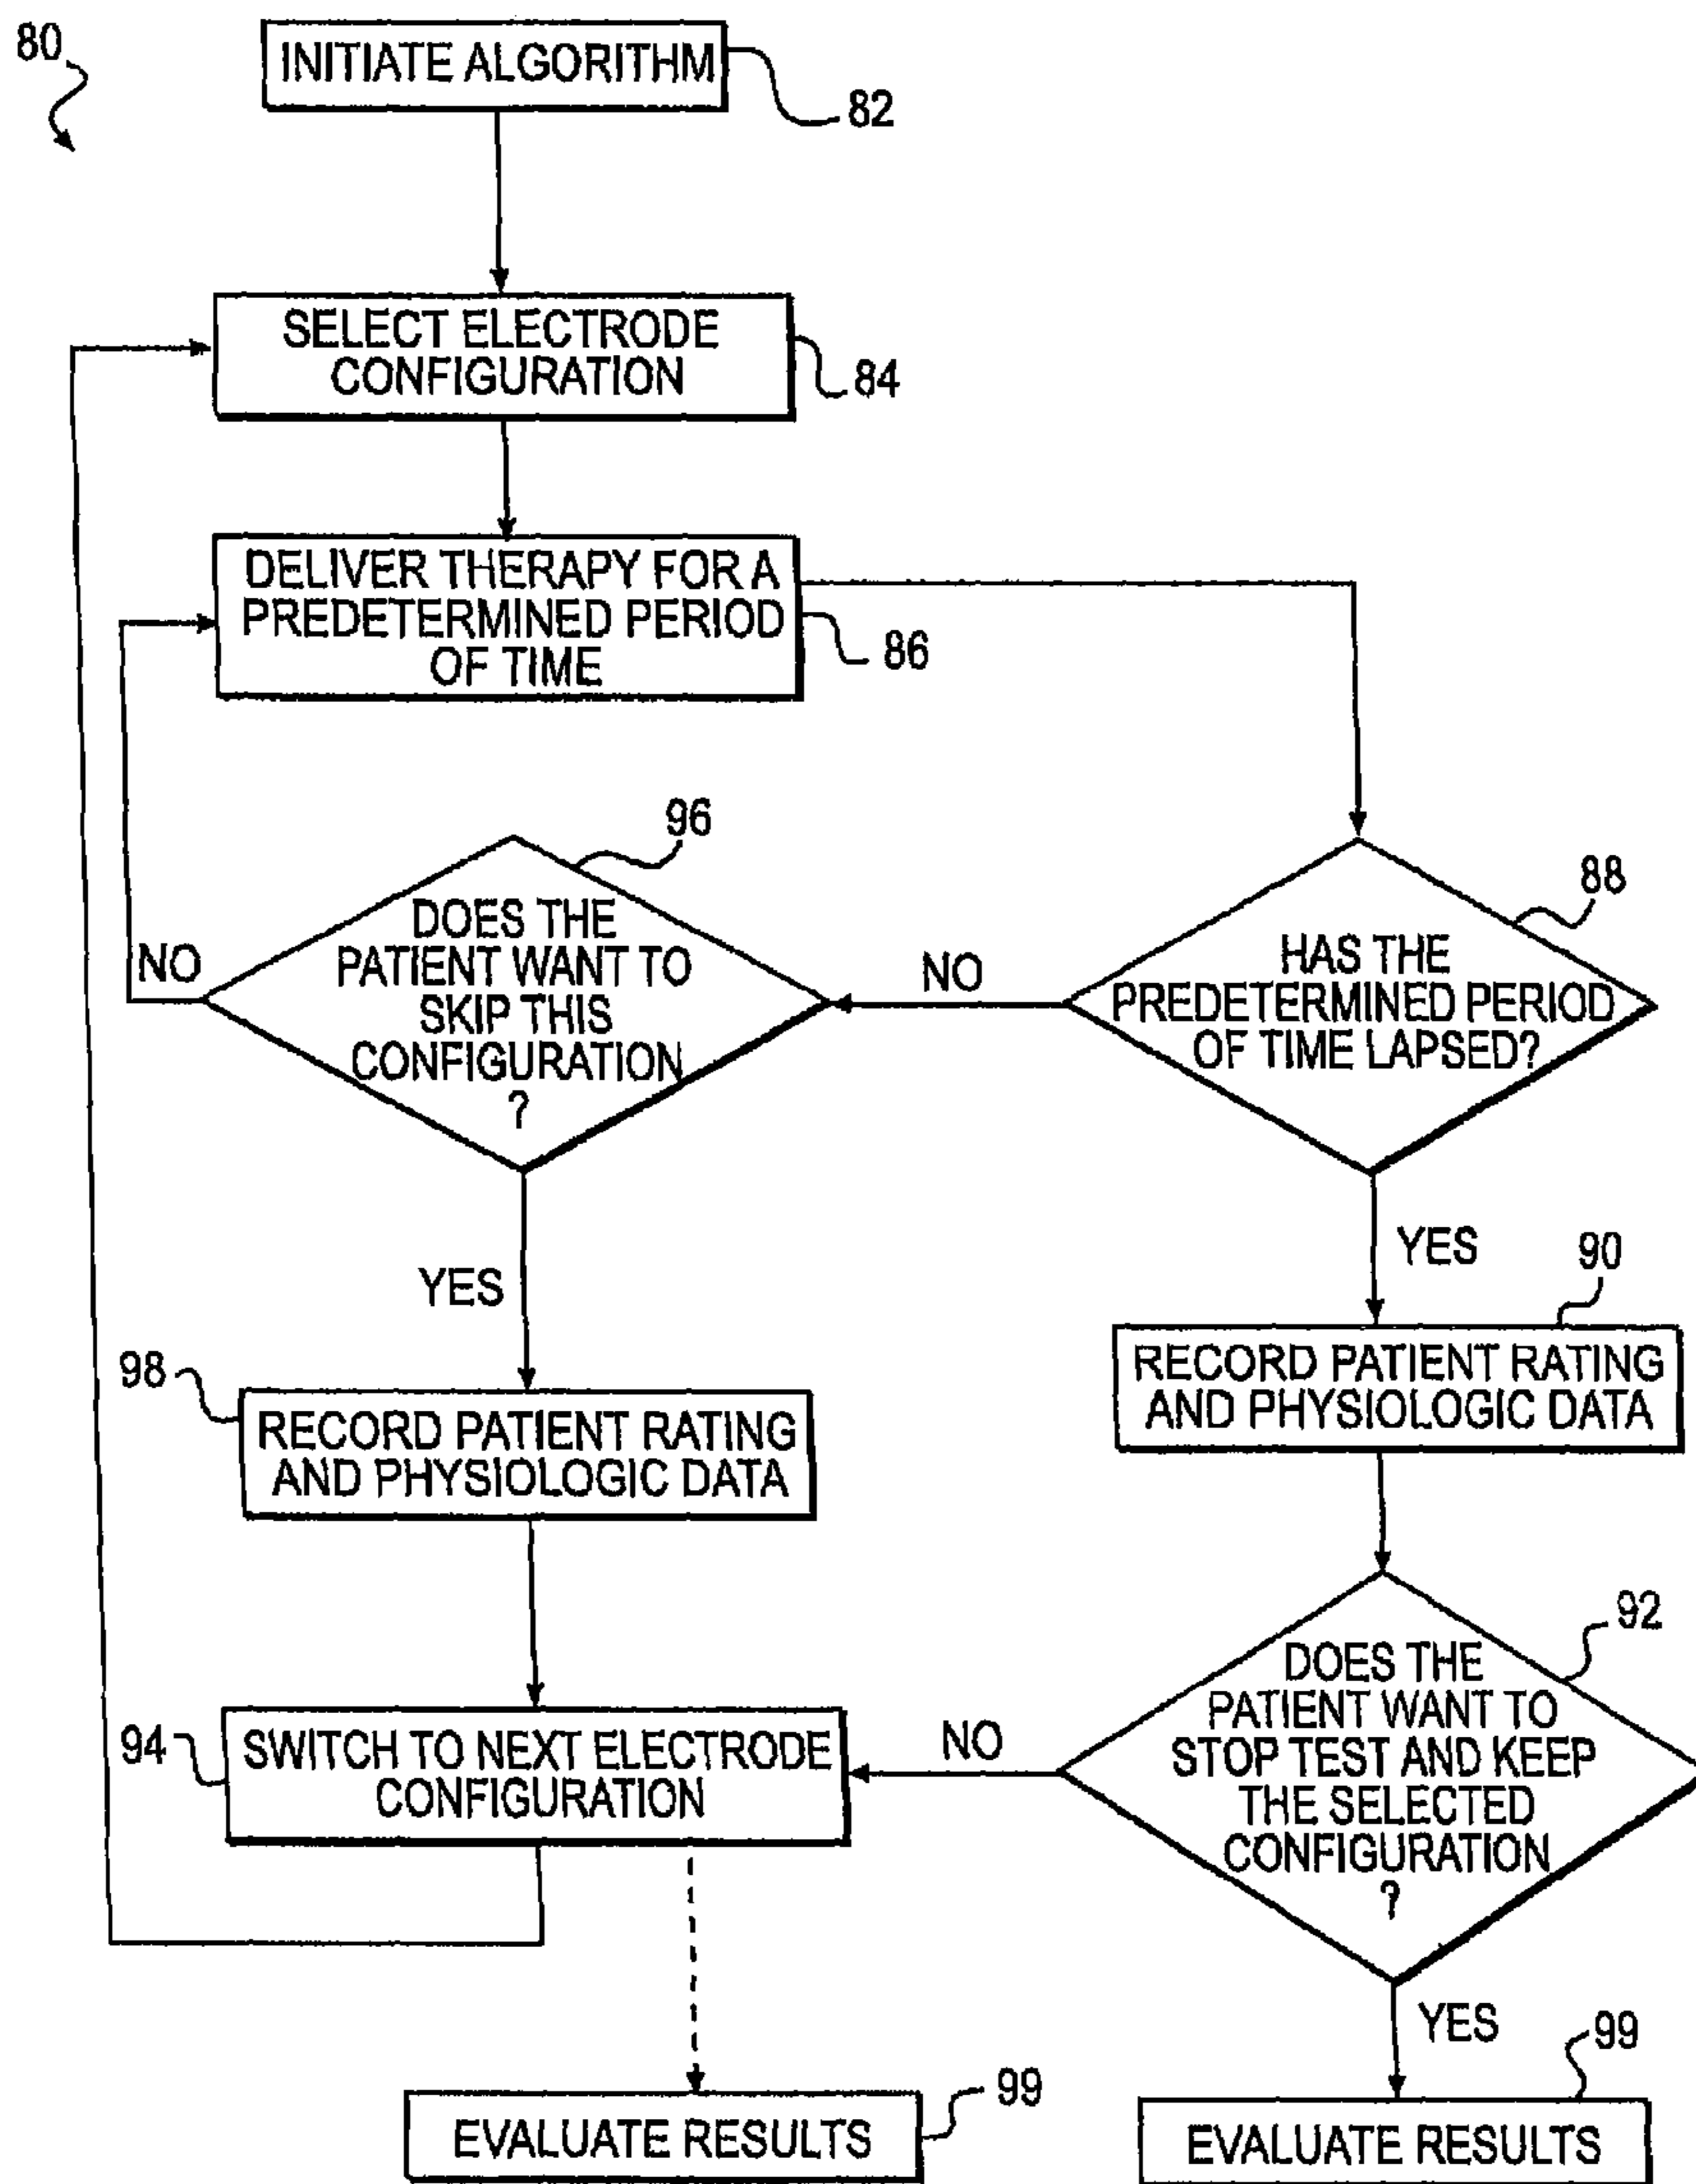 80
INITIATE ALGORITHM
82
SELECT ELECTRODE
CONFIGURATION
84
DELIVER THERAPY FOR A
PREDETERMINED PERIOD
OF TIME
86
96
DOES THE
PATIENT WANT TO
SKIP THIS
CONFIGURATION
?
NO
NO
88
HAS THE
PREDETERMINED PERIOD
OF TIME LAPSED?
YES
YES
90
RECORD PATIENT RATING
AND PHYSIOLOGIC DATA
98
RECORD PATIENT RATING
AND PHYSIOLOGIC DATA
92
DOES THE
PATIENT WANT TO
STOP TEST AND KEEP
THE SELECTED
CONFIGURATION
?
94
SWITCH TO NEXT ELECTRODE
CONFIGURATION
NO
YES
99
EVALUATE RESULTS
99
EVALUATE RESULTS